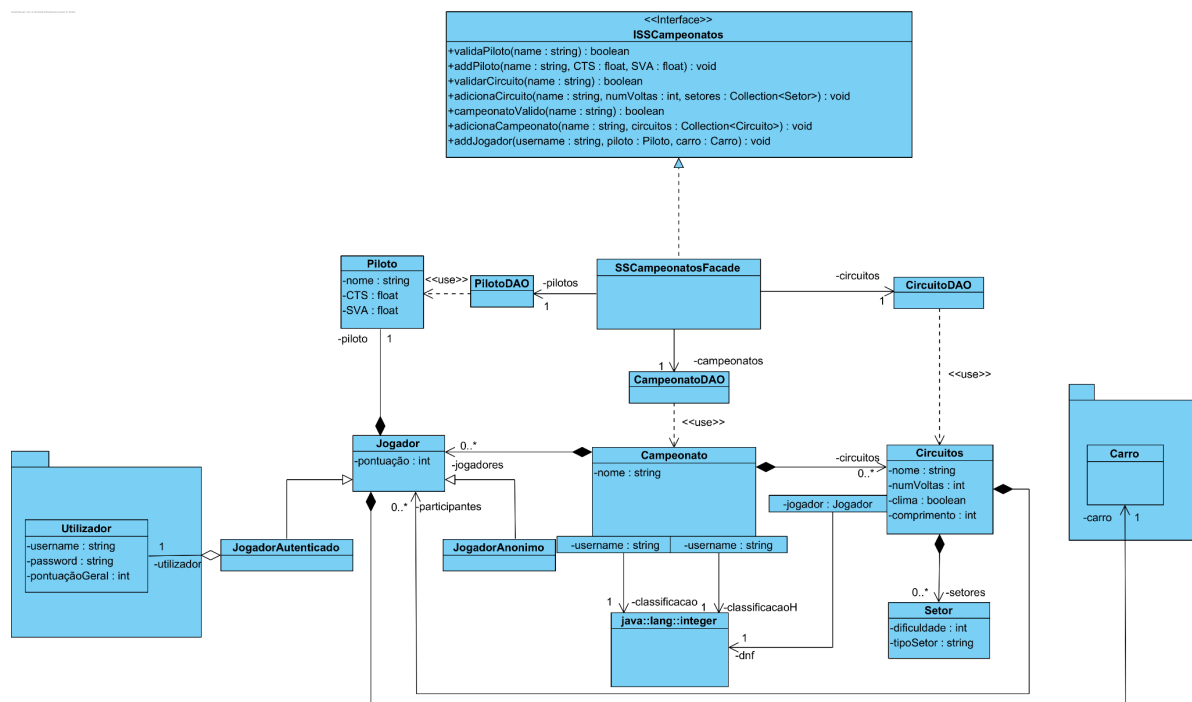 <<Interface>>
ISSCampeonatos
+validaPiloto(name : string) : boolean
+addPiloto(name : string, CTS : float, SVA : float) : void
+validarCircuito(name : string) : boolean
+adicionaCircuito(name : string, numVoltas : int, setores : Collection<Setor>) : void
+campeonatoValido(name : string) : boolean
+adicionaCampeonato(name : string, circuitos : Collection<Circuito>) : void
+addJogador(username : string, piloto : Piloto, carro : Carro) : void
Piloto
-nome : string
-CTS : float
-SVA : float
<<use>>
PilotoDAO
-pilotos
1
SSCampeonatosFacade
-circuitos
1
CircuitoDAO
-piloto
1
-campeonatos
1
CampeonatoDAO
<<use>>
<<use>>
Jogador
-pontuação : int
0..*
-jogadores
Campeonato
-nome : string
-circuitos
0..*
Circuitos
-nome : string
-numVoltas : int
-clima : boolean
-comprimento : int
-jogador : Jogador
Carro
-carro
1
0..*
-participantes
Utilizador
-username : string
-password : string
-pontuaçãoGeral : int
1
-utilizador
JogadorAutenticado
JogadorAnonimo
-username : string
-username : string
1
-classificacao
1
-classificacaoH
java::lang::integer
1
-dnf
0..*
-setores
Setor
-dificuldade : int
-tipoSetor : string